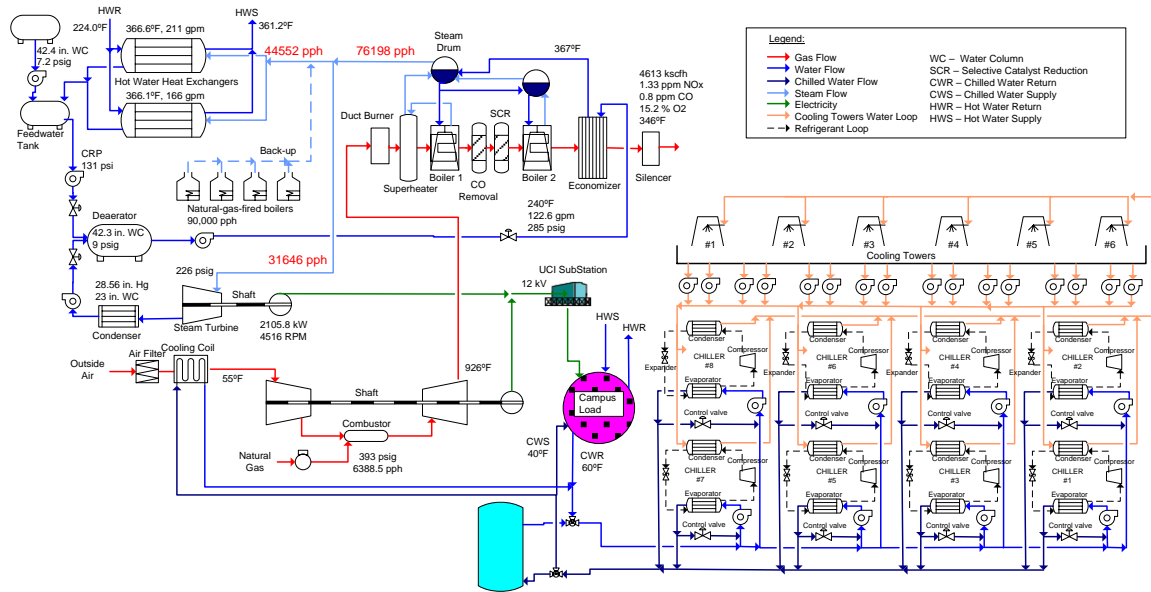 HWR
HWS
224.0ºF
366.6ºF, 211 gpm
361.2ºF
42.4 in. WC
7.2 psig
Hot Water Heat Exchangers
366.1ºF, 166 gpm
Feedwater
Tank
44552 pph
76198 pph
Steam
Drum
367ºF
4613 kscfh
1.33 ppm NOx
0.8 ppm CO
15.2 % O2
346ºF
Duct Burner
SCR
Superheater
Boiler 1
CO
Removal
Boiler 2
Economizer
Silencer
Legend:
Gas Flow
Water Flow
Chilled Water Flow
Steam Flow
Electricity
Cooling Towers Water Loop
Refrigerant Loop
WC – Water Column
SCR – Selective Catalyst Reduction
CWR – Chilled Water Return
CWS – Chilled Water Supply
HWR – Hot Water Return
HWS – Hot Water Supply
CRP
131 psi
Back-up
Natural-gas-fired boilers
90,000 pph
Deaerator
42.3 in. WC
9 psig
240ºF
122.6 gpm
285 psig
31646 pph
226 psig
28.56 in. Hg
23 in. WC
Condenser
Shaft
Steam Turbine
2105.8 kW
4516 RPM
UCI SubStation
12 kV
HWS
HWR
Outside
Air
Air Filter
Cooling Coil
55ºF
Shaft
926ºF
Combustor
Natural
Gas
393 psig
6388.5 pph
Campus
Load
CWS
40ºF
CWR
60ºF
#1
#2
#3
#4
#5
#6
Cooling Towers
Condenser
Compressor
Expander
CHILLER
#8
Evaporator
Control valve
Condenser
Compressor
Expander
CHILLER
#6
Evaporator
Control valve
Condenser
Compressor
Expander
CHILLER
#4
Evaporator
Control valve
Condenser
Compressor
Expander
CHILLER
#2
Evaporator
Control valve
Condenser
Compressor
CHILLER
#7
Evaporator
Control valve
Condenser
Compressor
CHILLER
#5
Evaporator
Control valve
Condenser
Compressor
CHILLER
#3
Evaporator
Control valve
Condenser
Compressor
CHILLER
#1
Evaporator
Control valve